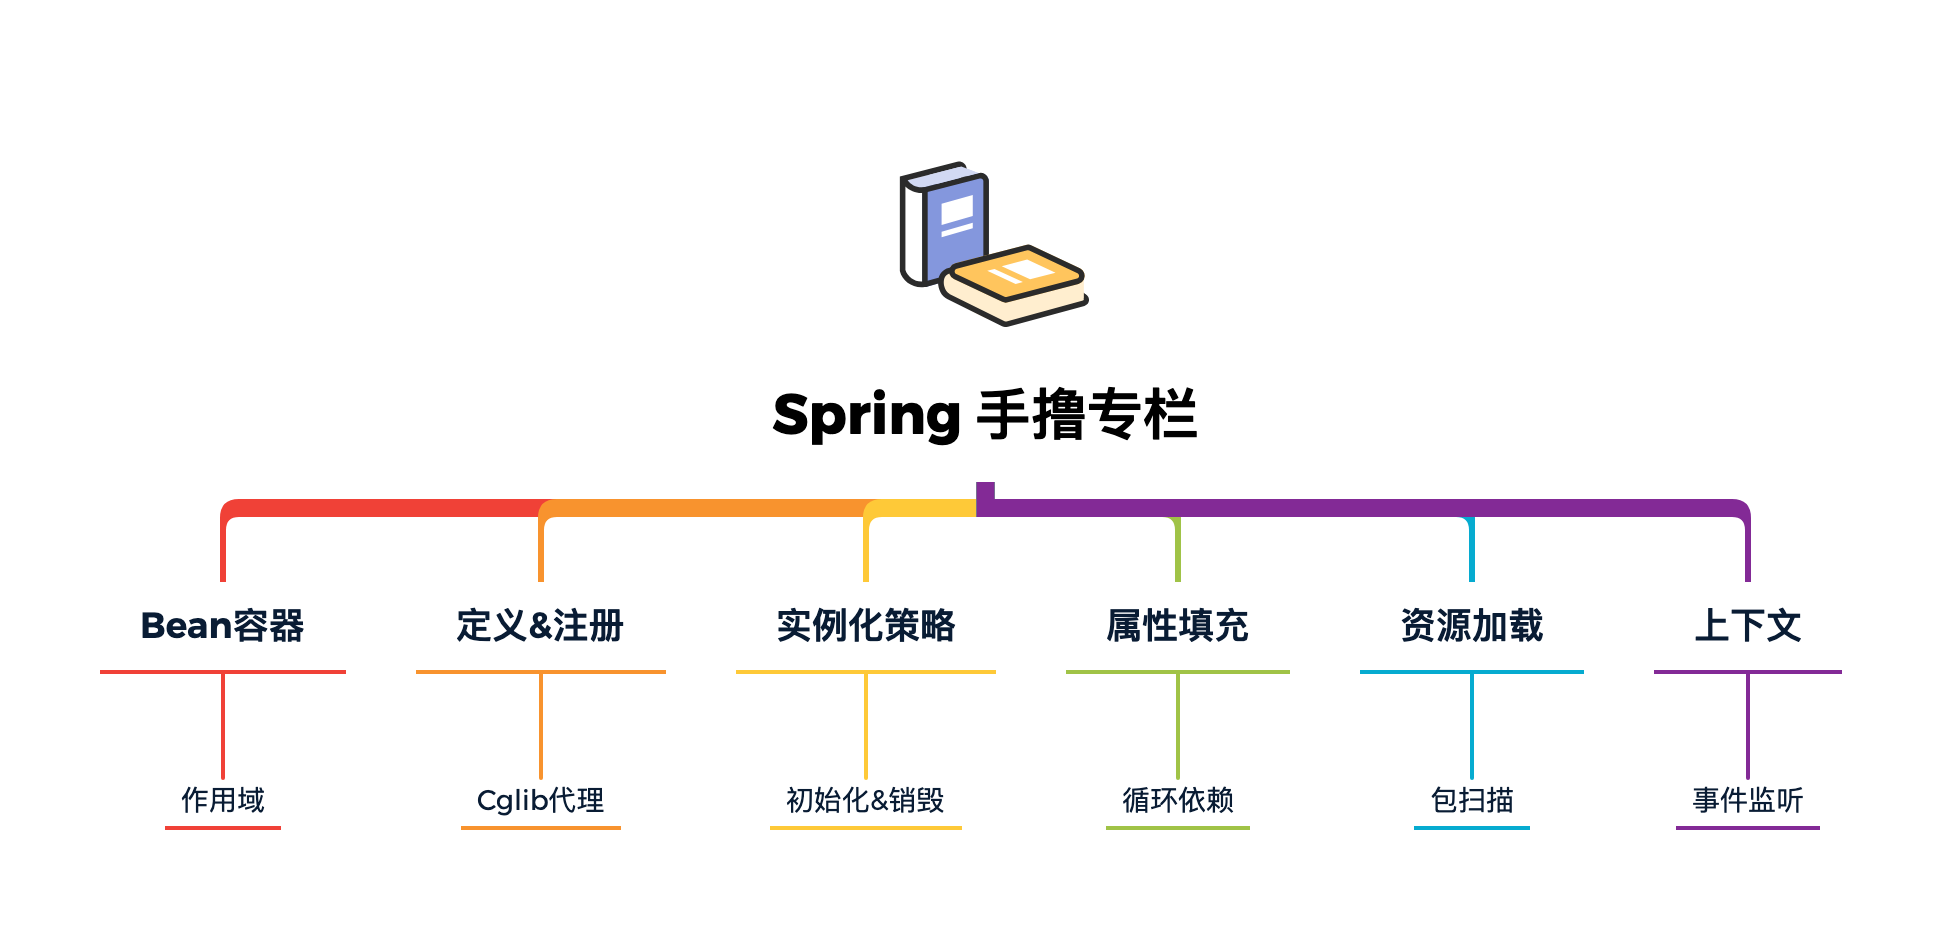 Spring 手撸专栏
Bean容器
定义&注册
实例化策略
属性填充
资源加载
上下文
作用域
Cglib代理
初始化&销毁
循环依赖
包扫描
事件监听